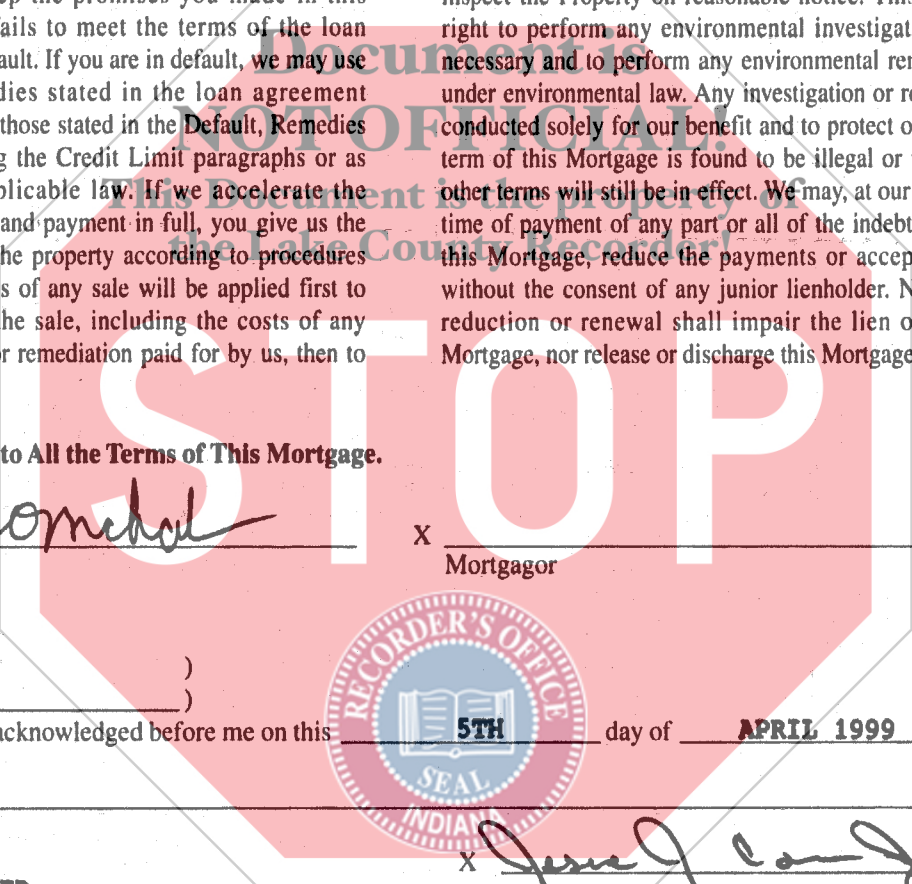 ails to meet the terms of the loan
ault. If you are in default, we may use
dies stated in the loan agreement
those stated in the Default, Remedies
g the Credit Limit paragraphs or as
plicable law. If we accelerate the
and payment in full, you give us the
he property according to procedures
s of any sale will be applied first to
he sale, including the costs of any
r remediation paid for by us, then to
inspect the Property on reasonable notice. This
right to perform any environmental investigat
necessary and to perform any environmental re
under environmental law. Any investigation or re
conducted solely for our benefit and to protect o
term of this Mortgage is found to be illegal or
other terms will still be in effect. We may, at our
time of payment of any part or all of the indebt
this Mortgage, reduce the payments or accep
without the consent of any junior lienholder. N
reduction or renewal shall impair the lien o
Mortgage, nor release or discharge this Mortgage
Document is
NOT OFFICIAL!
This Document is the property of
the Lake County Recorder!
STOP
to All the Terms of This Mortgage.
X
Mortgagor
)
)
RECORDER'S OFFICE
SEAL
INDIANA
acknowledged before me on this 5TH day of APRIL 1999
X